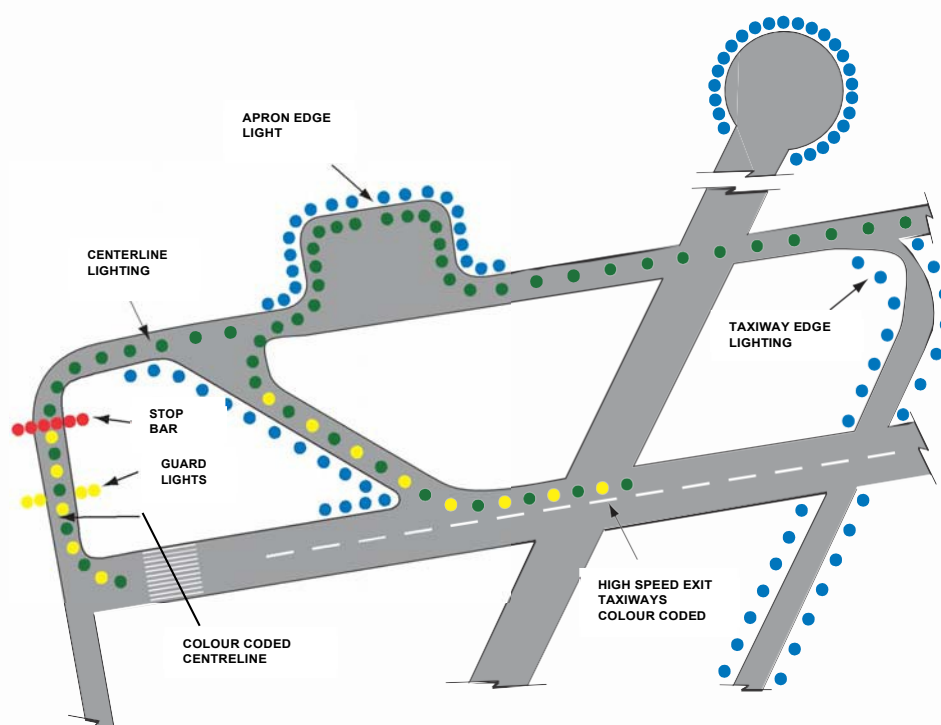 APRON EDGE
LIGHT
CENTERLINE
LIGHTING
TAXIWAY EDGE
LIGHTING
STOP
BAR
GUARD
LIGHTS
HIGH SPEED EXIT
TAXIWAYS
COLOUR CODED
COLOUR CODED
CENTRELINE